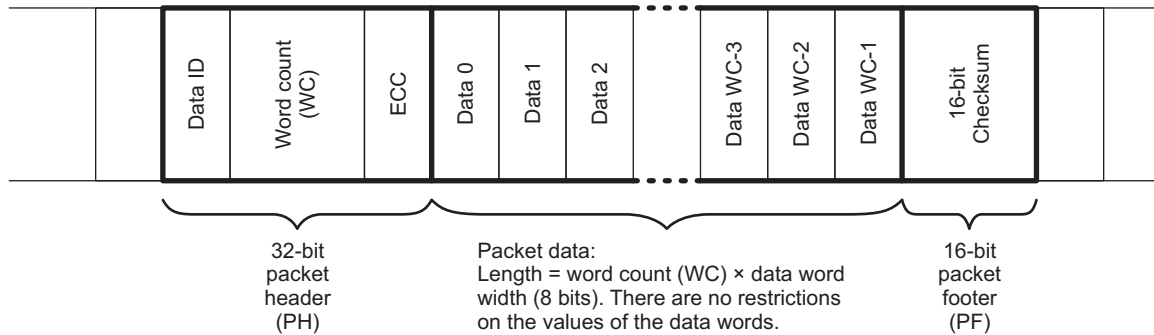 Data ID
Word count
(WC)
ECC
Data 0
Data 1
Data 2
Data WC-3
Data WC-2
Data WC-1
16-bit
Checksum
32-bit
packet
header
(PH)
Packet data:
Length = word count (WC) × data word
width (8 bits). There are no restrictions
on the values of the data words.
16-bit
packet
footer
(PF)